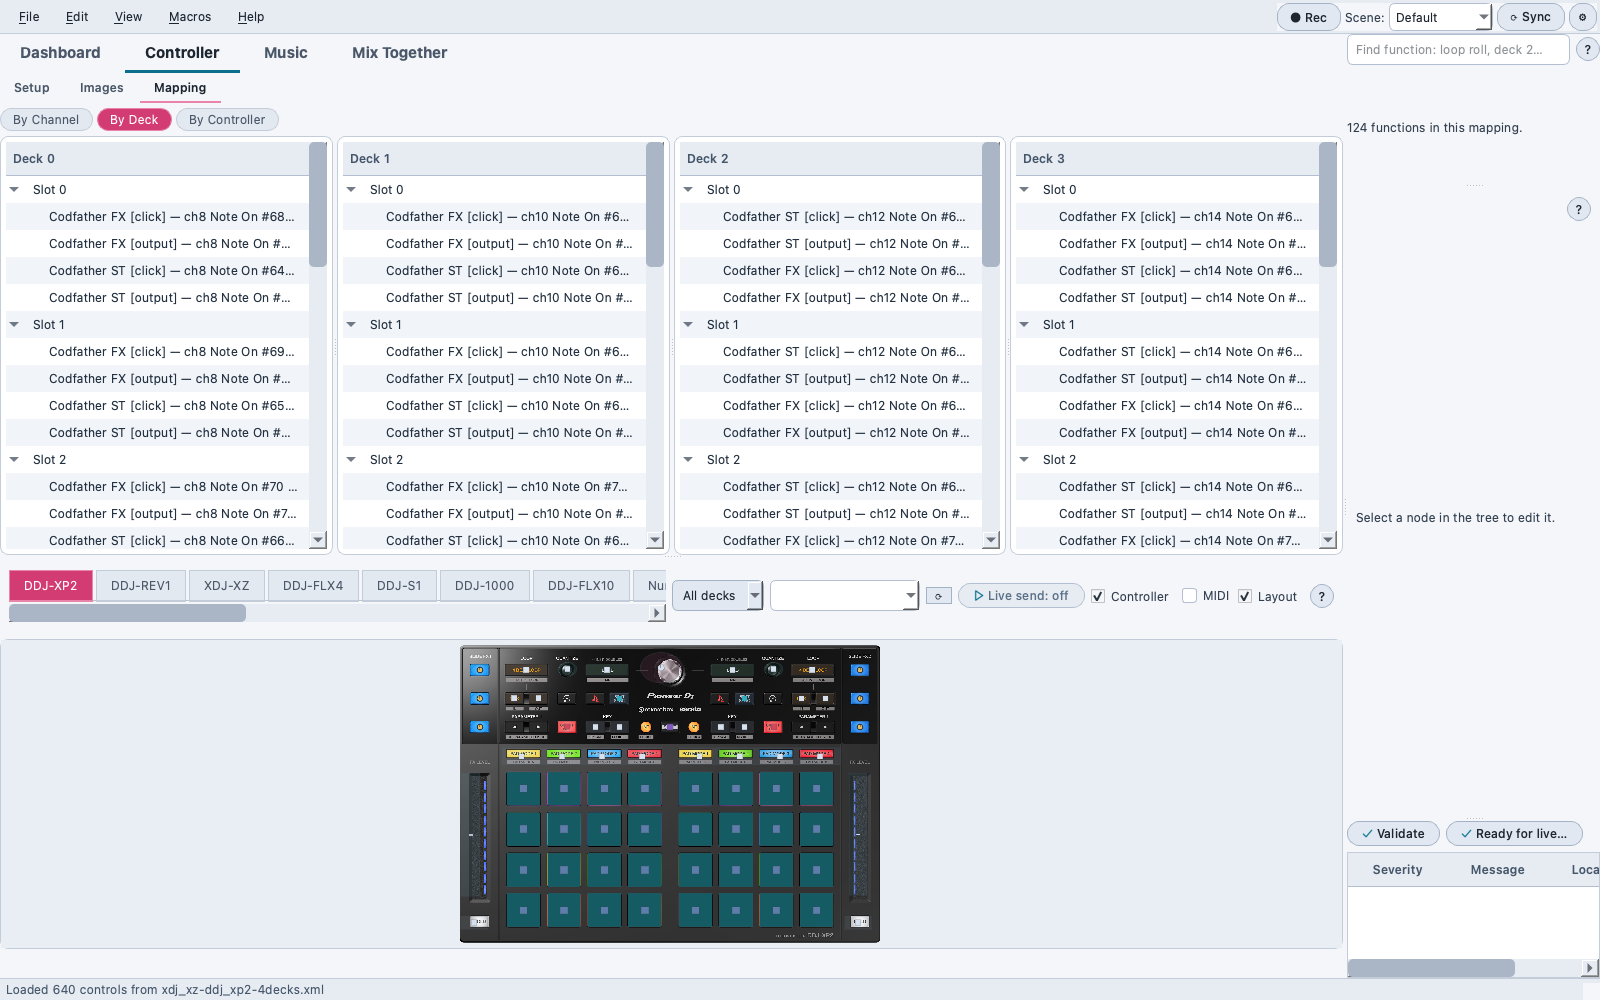 File Edit View Macros Help
Rec Scene: Default Sync
Dashboard Controller Music Mix Together
Find function: loop roll, deck 2... ?
Setup Images Mapping
By Channel By Deck By Controller
124 functions in this mapping.
?
Deck 0
Slot 0
Codfather FX [click] — ch8 Note On #68...
Codfather FX [output] — ch8 Note On #...
Codfather ST [click] — ch8 Note On #64...
Codfather ST [output] — ch8 Note On #...
Slot 1
Codfather FX [click] — ch8 Note On #69...
Codfather FX [output] — ch8 Note On #...
Codfather ST [click] — ch8 Note On #65...
Codfather ST [output] — ch8 Note On #...
Slot 2
Codfather FX [click] — ch8 Note On #70 ...
Codfather FX [output] — ch8 Note On #7...
Codfather ST [click] — ch8 Note On #66...
Deck 1
Slot 0
Codfather FX [click] — ch10 Note On #6...
Codfather FX [output] — ch10 Note On #...
Codfather ST [click] — ch10 Note On #6...
Codfather ST [output] — ch10 Note On #...
Slot 1
Codfather FX [click] — ch10 Note On #6...
Codfather FX [output] — ch10 Note On #...
Codfather ST [click] — ch10 Note On #6...
Codfather ST [output] — ch10 Note On #...
Slot 2
Codfather FX [click] — ch10 Note On #7...
Codfather FX [output] — ch10 Note On #...
Codfather ST [click] — ch10 Note On #6...
Deck 2
Slot 0
Codfather ST [click] — ch12 Note On #6...
Codfather ST [output] — ch12 Note On #...
Codfather FX [click] — ch12 Note On #6...
Codfather FX [output] — ch12 Note On #...
Slot 1
Codfather ST [click] — ch12 Note On #6...
Codfather ST [output] — ch12 Note On #...
Codfather FX [click] — ch12 Note On #6...
Codfather FX [output] — ch12 Note On #...
Slot 2
Codfather ST [click] — ch12 Note On #6...
Codfather ST [output] — ch12 Note On #...
Codfather FX [click] — ch12 Note On #7...
Deck 3
Slot 0
Codfather FX [click] — ch14 Note On #6...
Codfather FX [output] — ch14 Note On #...
Codfather ST [click] — ch14 Note On #6...
Codfather ST [output] — ch14 Note On #...
Slot 1
Codfather ST [click] — ch14 Note On #6...
Codfather ST [output] — ch14 Note On #...
Codfather FX [click] — ch14 Note On #6...
Codfather FX [output] — ch14 Note On #...
Slot 2
Codfather ST [click] — ch14 Note On #6...
Codfather ST [output] — ch14 Note On #...
Codfather FX [click] — ch14 Note On #7...
Select a node in the tree to edit it.
DDJ-XP2 DDJ-REV1 XDJ-XZ DDJ-FLX4 DDJ-S1 DDJ-1000 DDJ-FLX10 Nu
All decks Live send: off Controller MIDI Layout ?
Pioneer Dj
Validate Ready for live...
Severity Message Loca
Loaded 640 controls from xdj_xz-ddj_xp2-4decks.xml